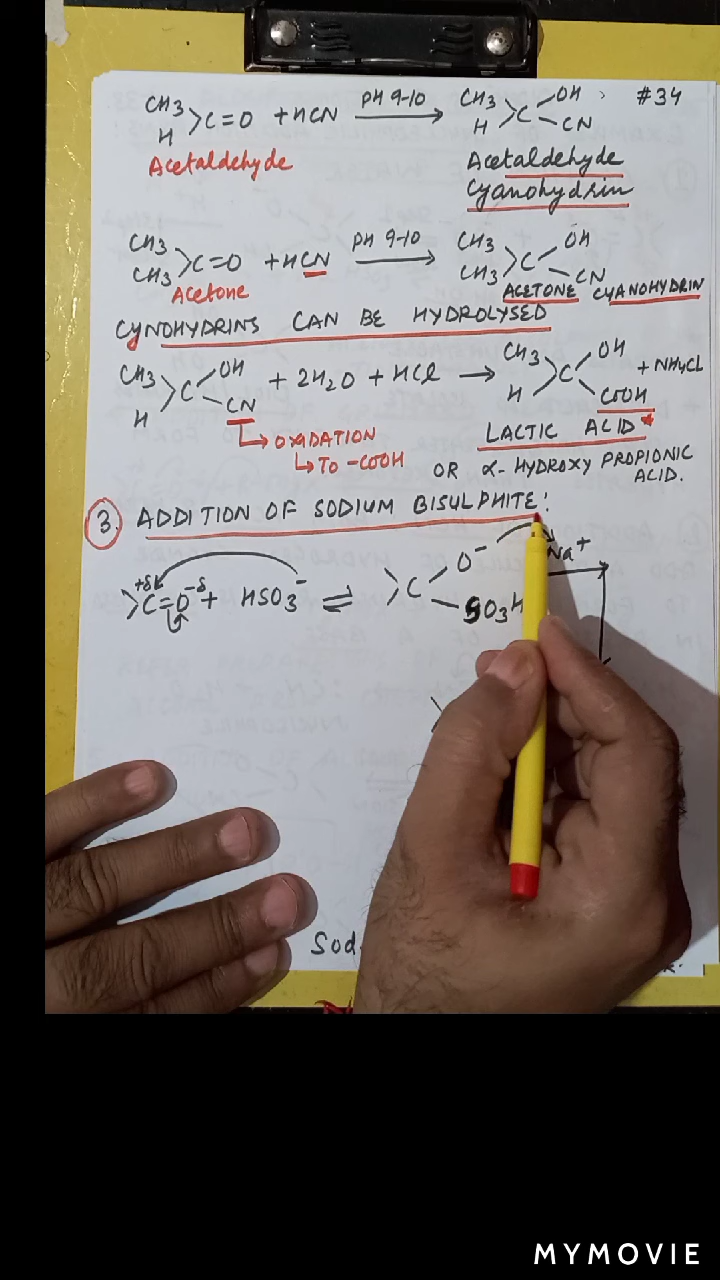 #34
CH3 H >C=O + HCN PH 9-10 → CH3 H >C OH CN
Acetaldehyde
Acetaldehyde
Cyanohydrin
CH3 CH3 >C=O + HCN PH 9-10 → CH3 CH3 >C OH CN
Acetone
ACETONE CYANOHYDRIN
CYNOHYDRINS CAN BE HYDROLYSED
CH3 H >C OH CN + 2H2O + HCl → CH3 H >C OH COOH + NH4Cl
↳ OXIDATION
↳ TO -COOH
LACTIC ACID*
OR α-HYDROXY PROPIONIC
ACID.
3. ADDITION OF SODIUM BISULPHITE:
>C+δ=O-δ + HSO3- ⇌ >C O- SO3H Na+